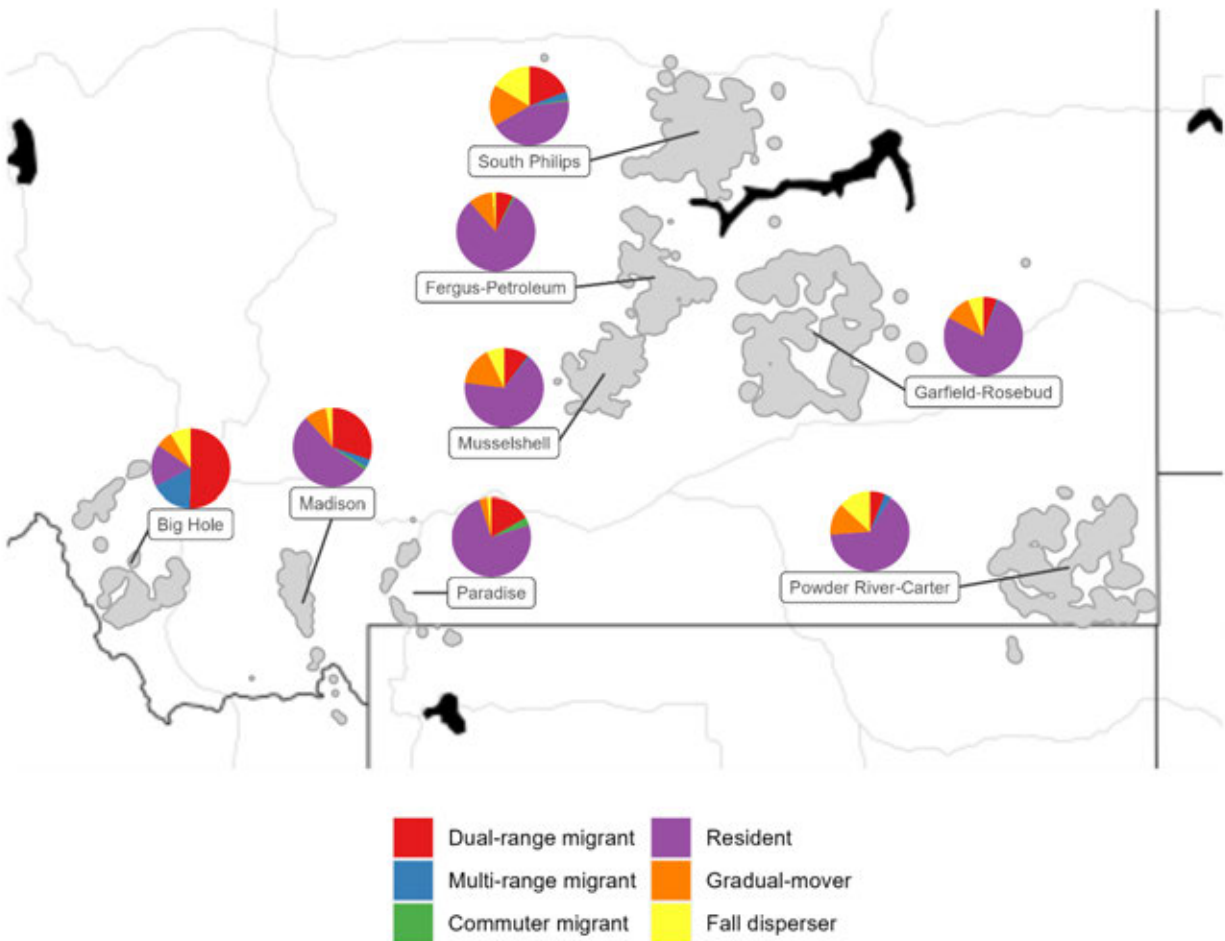 South Philips
Fergus-Petroleum
Garfield-Rosebud
Musselshell
Madison
Big Hole
Paradise
Powder River-Carter
Dual-range migrant
Resident
Multi-range migrant
Gradual-mover
Commuter migrant
Fall disperser